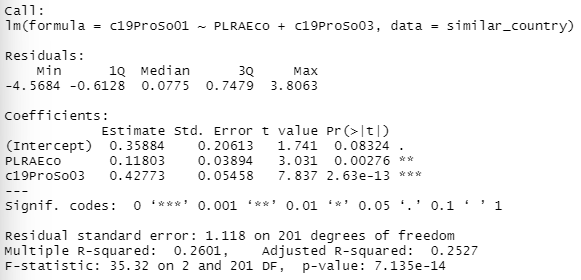 Call:
lm(formula = c19ProSo01 ~ PLRAEco + c19ProSo03, data = similar_country)
Residuals:
Min 1Q Median 3Q Max
-4.5684 -0.6128 0.0775 0.7479 3.8063
Coefficients:
Estimate Std. Error t value Pr(>|t|)
(Intercept) 0.35884 0.20613 1.741 0.08324 .
PLRAEco 0.11803 0.03894 3.031 0.00276 **
c19ProSo03 0.42773 0.05458 7.837 2.63e-13 ***
---
Signif. codes: 0 ‘***’ 0.001 ‘**’ 0.01 ‘*’ 0.05 ‘.’ 0.1 ‘ ’ 1
Residual standard error: 1.118 on 201 degrees of freedom
Multiple R-squared: 0.2601, Adjusted R-squared: 0.2527
F-statistic: 35.32 on 2 and 201 DF, p-value: 7.135e-14